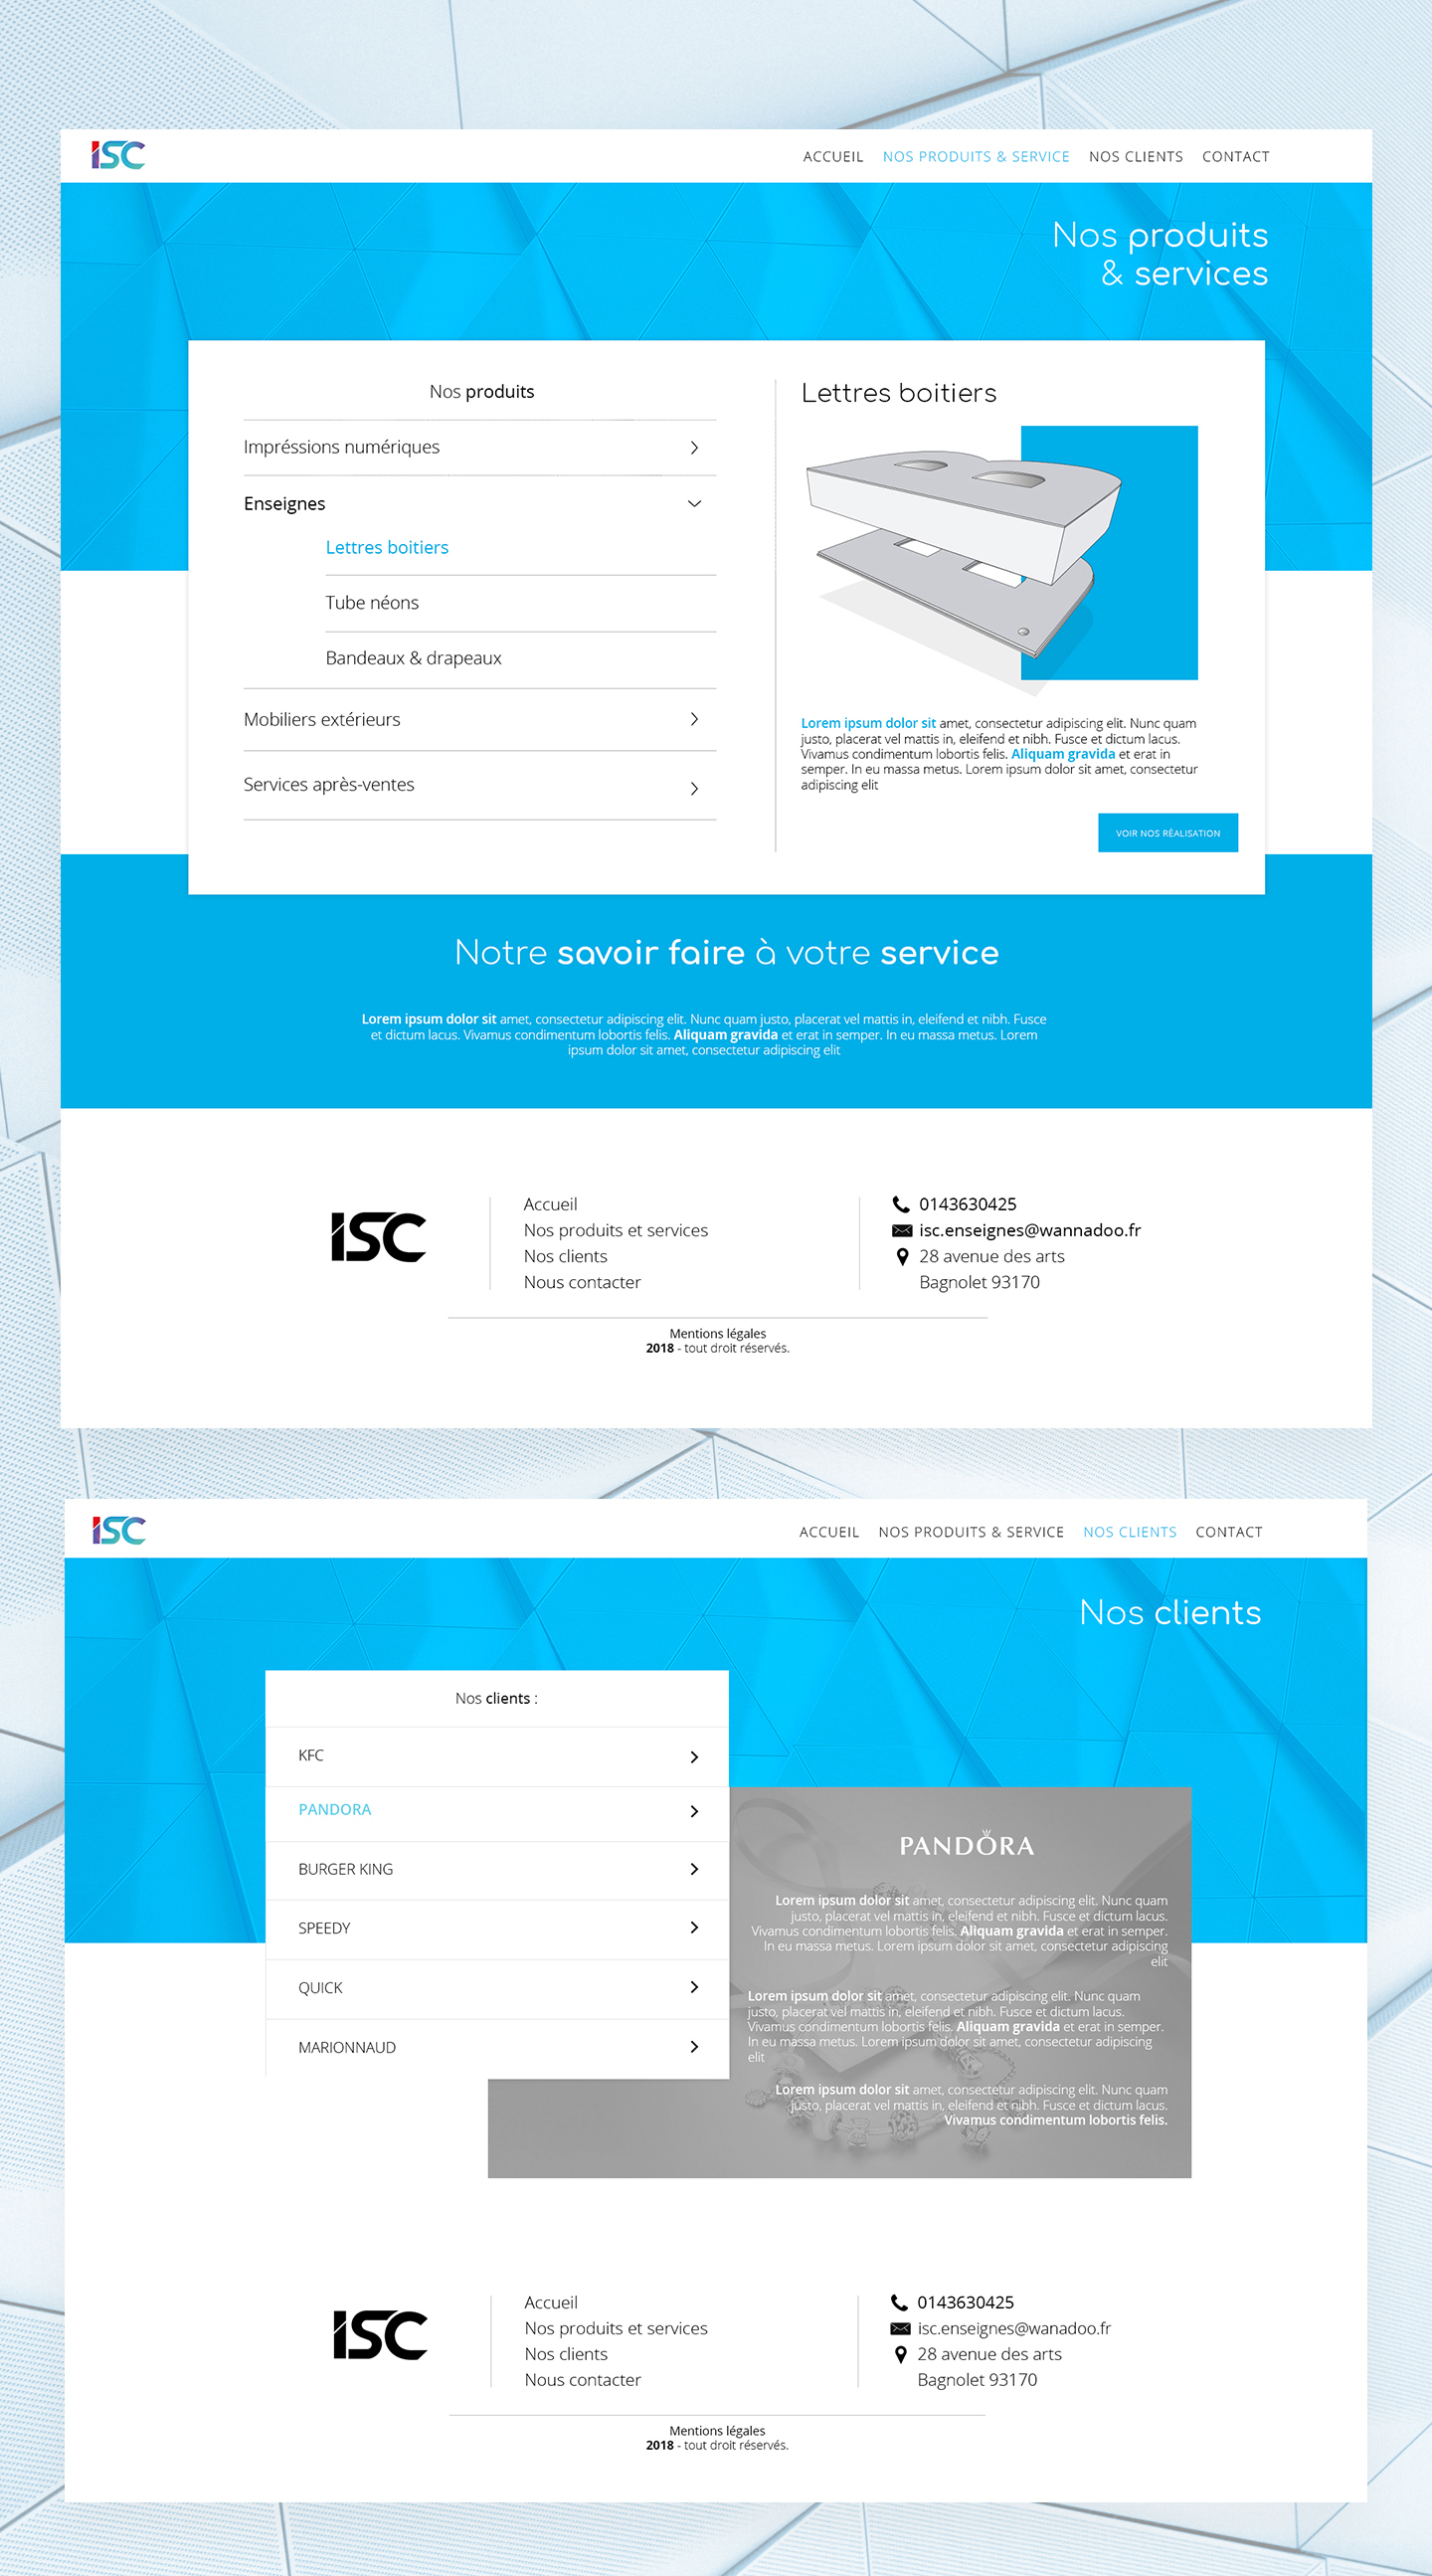 ISC
ACCUEIL NOS PRODUITS & SERVICE NOS CLIENTS CONTACT
Nos produits
& services
Nos produits
Impréssions numériques
Enseignes
Lettres boitiers
Tube néons
Bandeaux & drapeaux
Mobiliers extérieurs
Services après-ventes
Lettres boitiers
Lorem ipsum dolor sit amet, consectetur adipiscing elit. Nunc quam
justo, placerat vel mattis in, eleifend et nibh. Fusce et dictum lacus.
Vivamus condimentum lobortis felis. Aliquam gravida et erat in
semper. In eu massa metus. Lorem ipsum dolor sit amet, consectetur
adipiscing elit
VOIR NOS RÉALISATION
Notre savoir faire à votre service
Lorem ipsum dolor sit amet, consectetur adipiscing elit. Nunc quam justo, placerat vel mattis in, eleifend et nibh. Fusce
et dictum lacus. Vivamus condimentum lobortis felis. Aliquam gravida et erat in semper. In eu massa metus. Lorem
ipsum dolor sit amet, consectetur adipiscing elit
ISC
Accueil
Nos produits et services
Nos clients
Nous contacter
0143630425
isc.enseignes@wannadoo.fr
28 avenue des arts
Bagnolet 93170
Mentions légales
2018 - tout droit réservés.
ISC
ACCUEIL NOS PRODUITS & SERVICE NOS CLIENTS CONTACT
Nos clients
Nos clients :
KFC
PANDORA
BURGER KING
SPEEDY
QUICK
MARIONNAUD
PANDORA
Lorem ipsum dolor sit amet, consectetur adipiscing elit. Nunc quam
justo, placerat vel mattis in, eleifend et nibh. Fusce et dictum lacus.
Vivamus condimentum lobortis felis. Aliquam gravida et erat in semper.
In eu massa metus. Lorem ipsum dolor sit amet, consectetur adipiscing
elit
Lorem ipsum dolor sit amet, consectetur adipiscing elit. Nunc quam
justo, placerat vel mattis in, eleifend et nibh. Fusce et dictum lacus.
Vivamus condimentum lobortis felis. Aliquam gravida et erat in semper.
In eu massa metus. Lorem ipsum dolor sit amet, consectetur adipiscing
elit
Lorem ipsum dolor sit amet, consectetur adipiscing elit. Nunc quam
justo, placerat vel mattis in, eleifend et nibh. Fusce et dictum lacus.
Vivamus condimentum lobortis felis.
ISC
Accueil
Nos produits et services
Nos clients
Nous contacter
0143630425
isc.enseignes@wanadoo.fr
28 avenue des arts
Bagnolet 93170
Mentions légales
2018 - tout droit réservés.